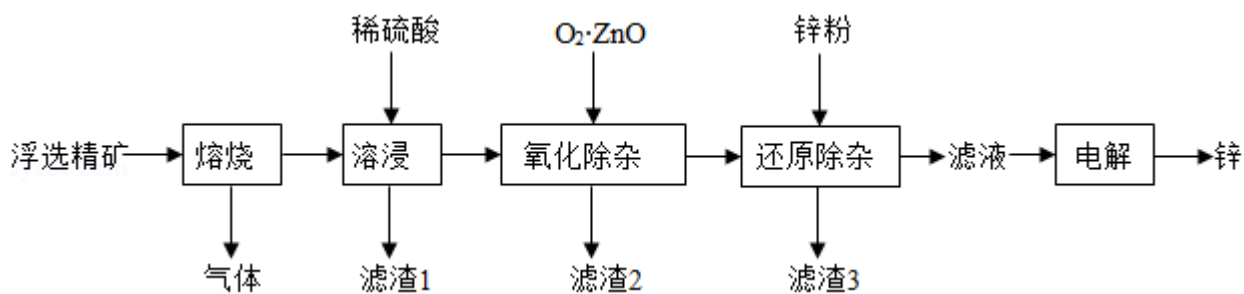 稀硫酸 O₂·ZnO 锌粉
浮选精矿 熔烧 溶浸 氧化除杂 还原除杂 滤液 电解 锌
气体 滤渣1 滤渣2 滤渣3